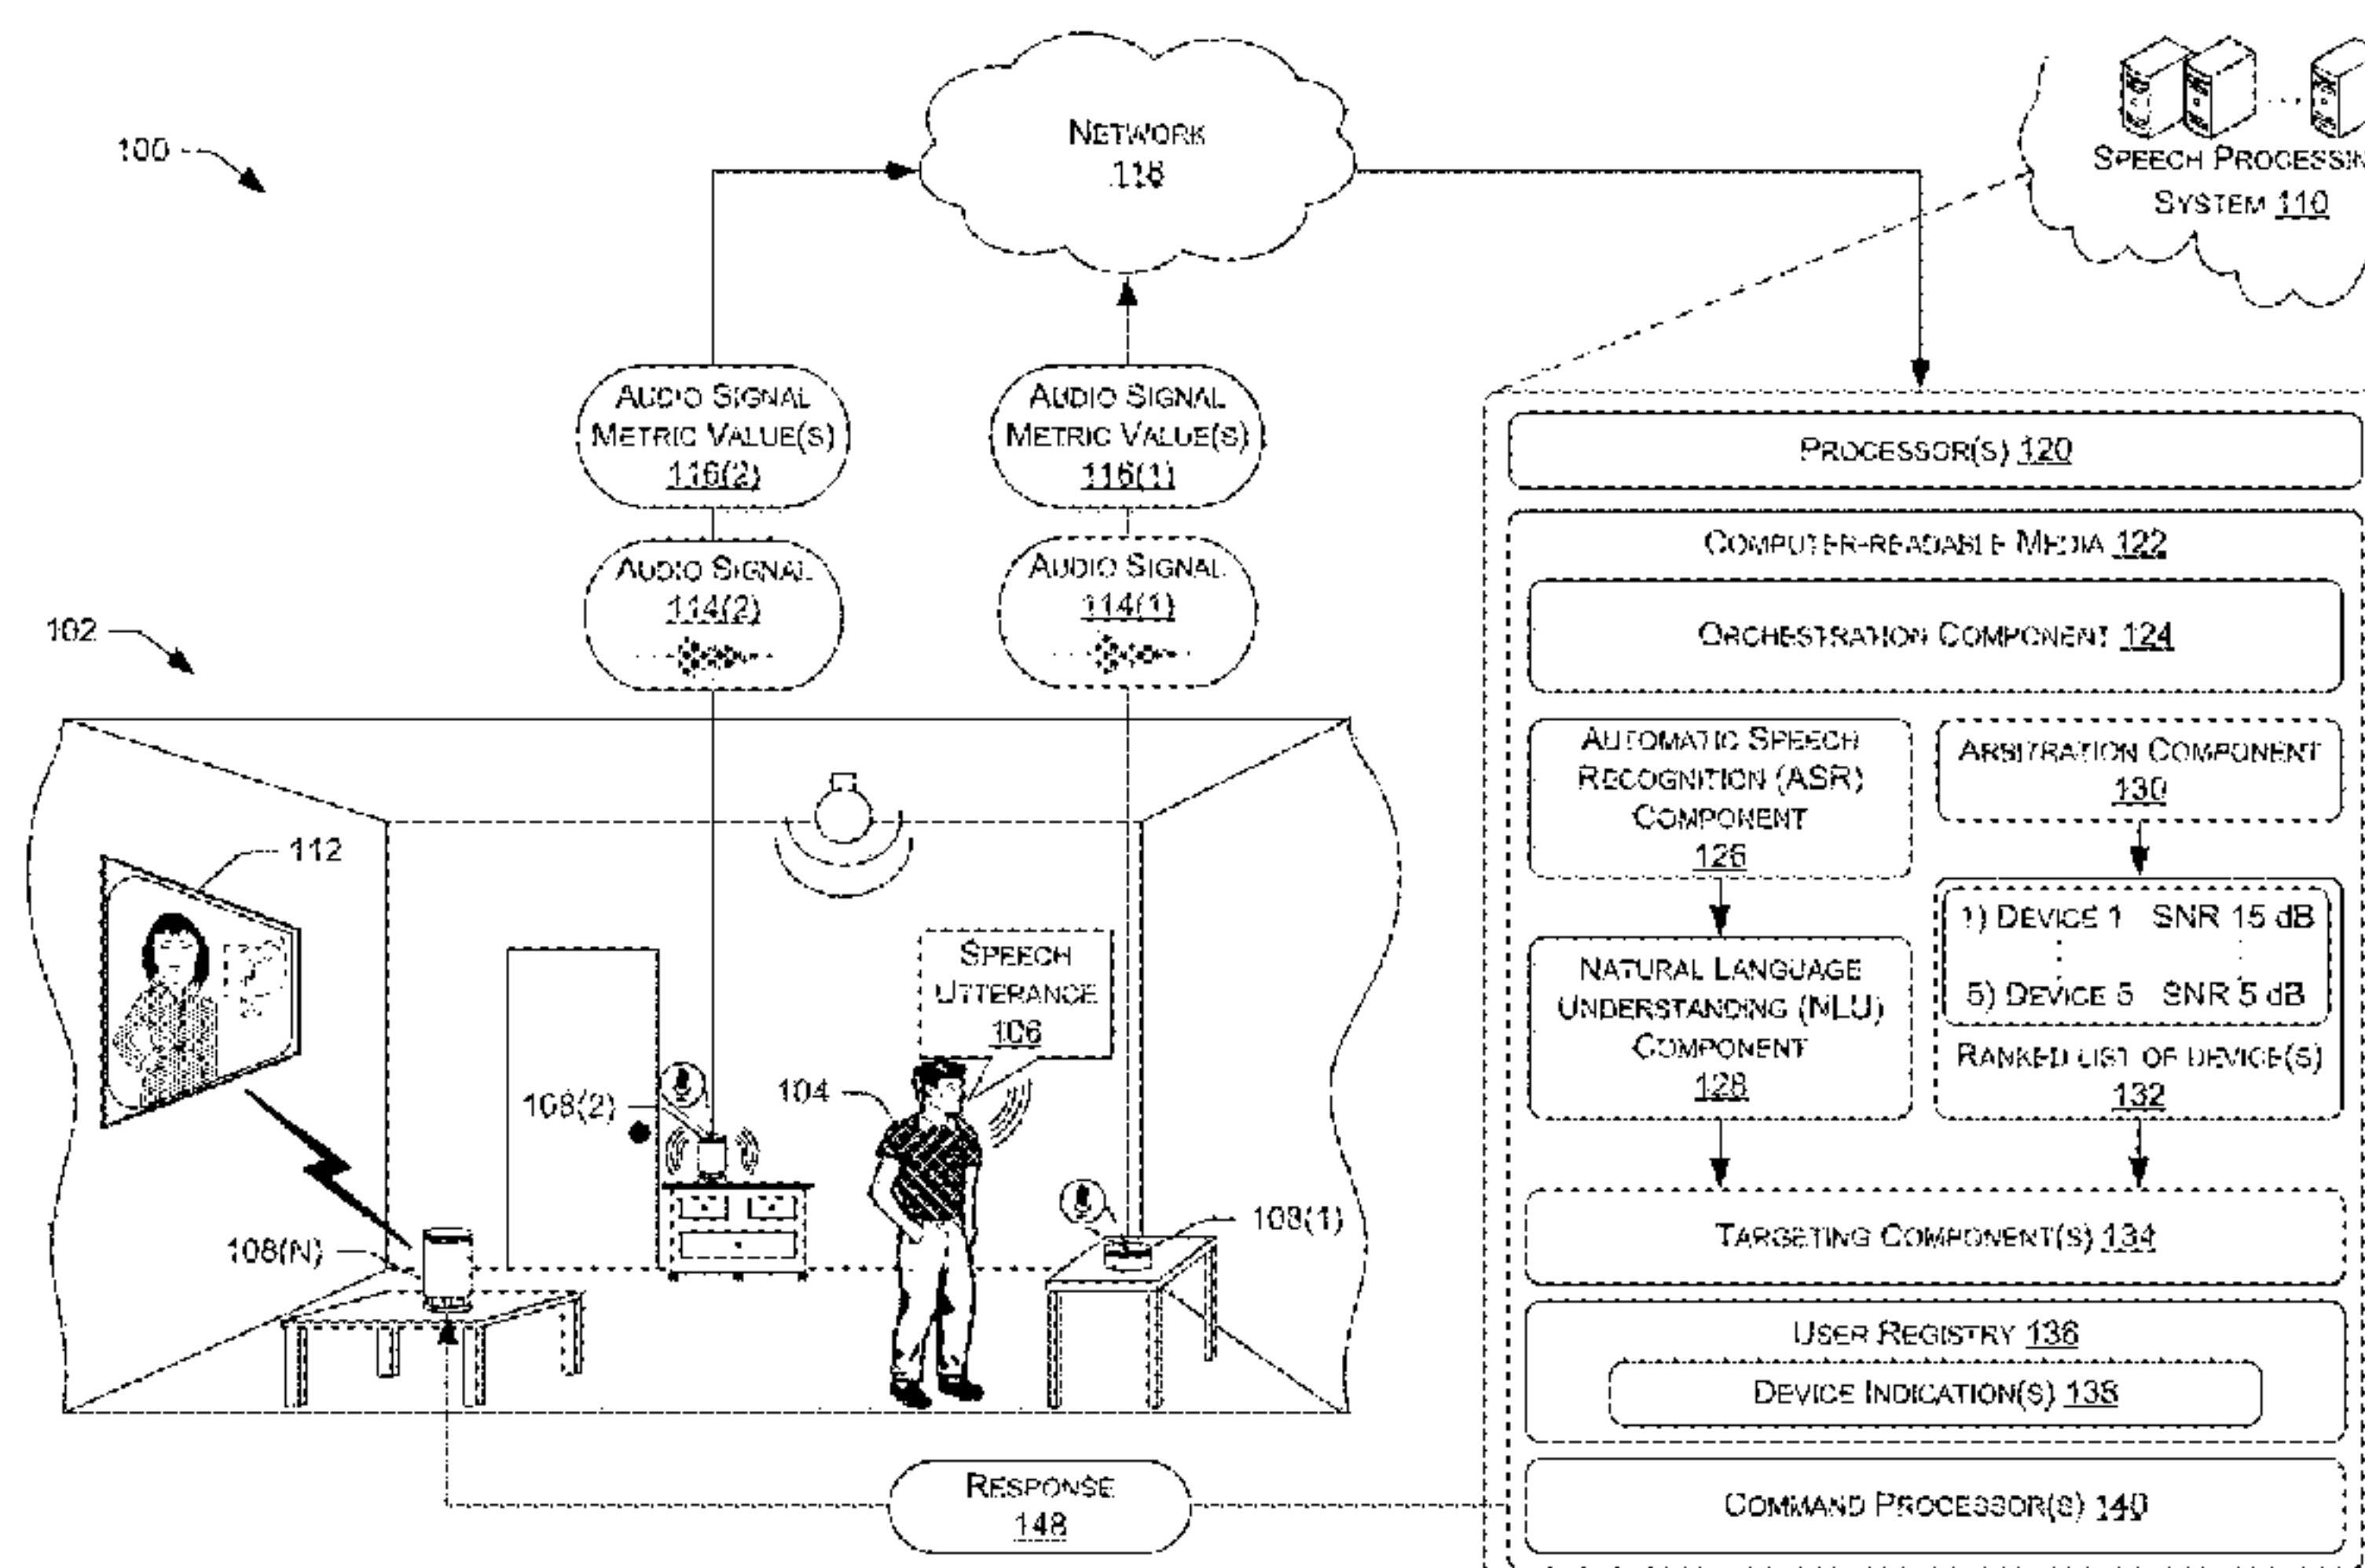 100
NETWORK
118
SPEECH PROCESSIN
SYSTEM 110
AUDIO SIGNAL
METRIC VALUE(S)
116(2)
AUDIO SIGNAL
METRIC VALUE(S)
116(1)
AUDIO SIGNAL
114(2)
AUDIO SIGNAL
114(1)
102
112
SPEECH
UTTERANCE
106
104
108(2)
108(1)
108(N)
RESPONSE
148
PROCESSOR(S) 120
COMPUTER-READABLE MEDIA 122
ORCHESTRATION COMPONENT 124
AUTOMATIC SPEECH
RECOGNITION (ASR)
COMPONENT
126
ARBITRATION COMPONENT
130
NATURAL LANGUAGE
UNDERSTANDING (NLU)
COMPONENT
128
1) DEVICE 1 SNR 15 dB
5) DEVICE 5 SNR 5 dB
RANKED LIST OF DEVICE(S)
132
TARGETING COMPONENT(S) 134
USER REGISTRY 136
DEVICE INDICATION(S) 138
COMMAND PROCESSOR(S) 140